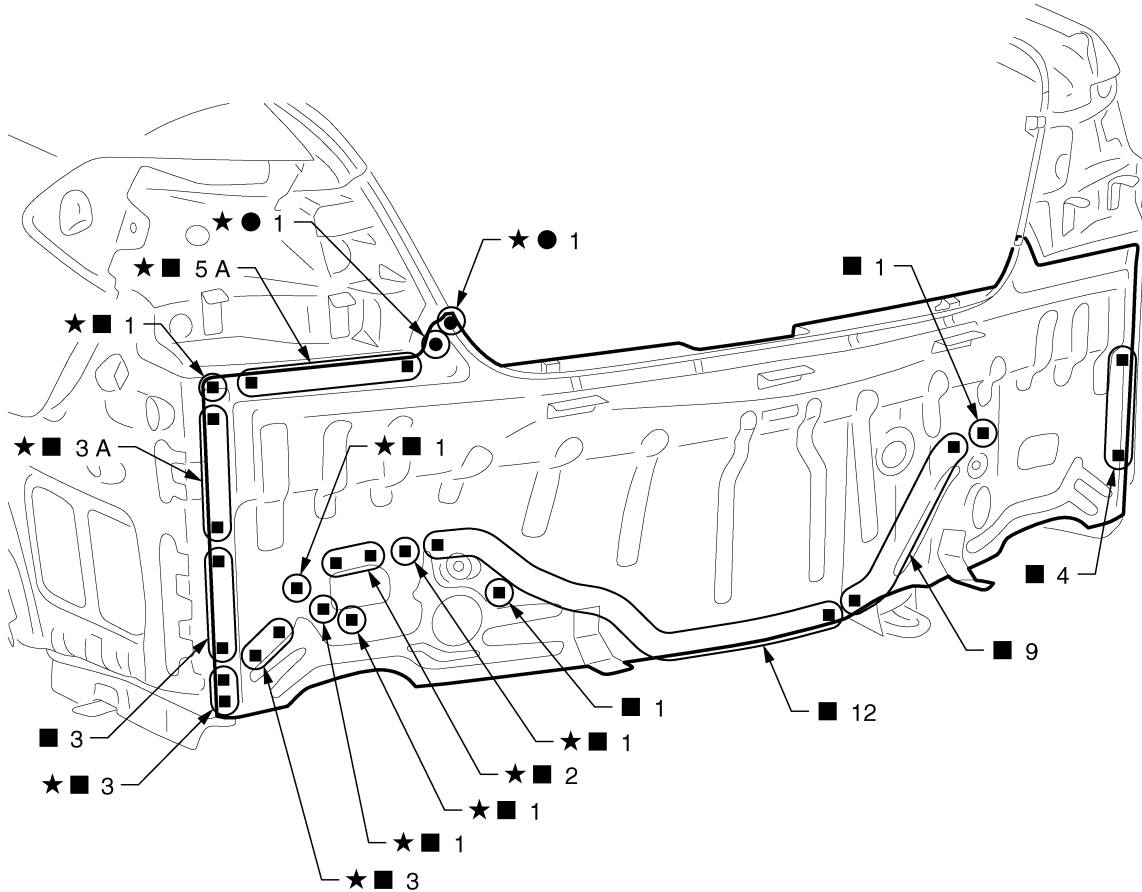 ★ ● 1
★ ● 1
★ ■ 5 A
■ 1
★ ■ 1
★ ■ 3 A
★ ■ 1
■ 4
■ 9
■ 1
■ 12
■ 3
★ ■ 1
★ ■ 2
★ ■ 3
★ ■ 1
★ ■ 1
★ ■ 3